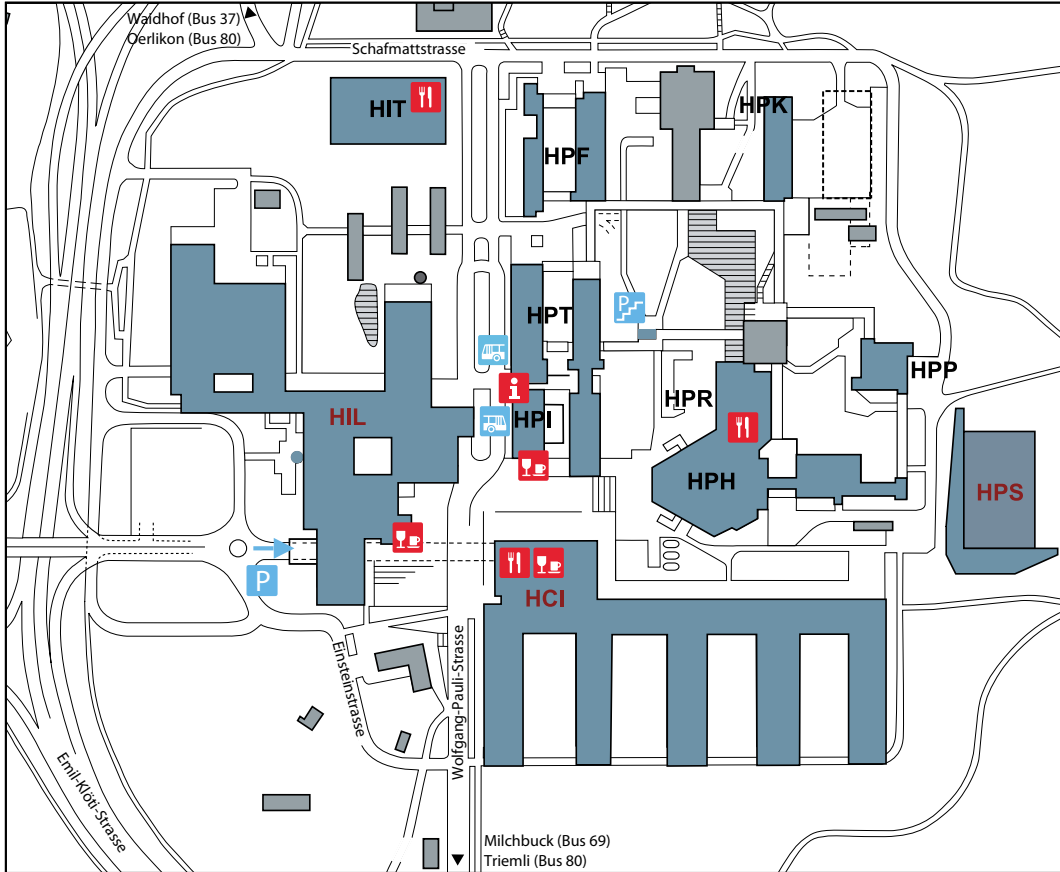 Waidhof (Bus 37)
Oerlikon (Bus 80)
Schafmattstrasse
HIT
HPF
HPK
P
HPT
HPP
HPR
i
HIL
HPI
HPH
HPS
P
HCI
Einsteinstrasse
Wolfgang-Pauli-Strasse
Emil-Klöti-Strasse
Milchbuck (Bus 69)
Triemli (Bus 80)